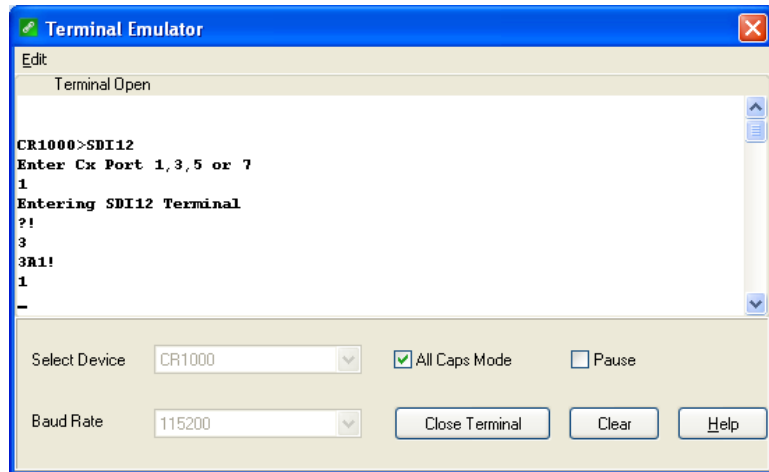 Terminal Emulator
Edit
Terminal Open
CR1000>SDI12
Enter Cx Port 1,3,5 or 7
1
Entering SDI12 Terminal
?!
3
3A1!
1
Select Device CR1000 All Caps Mode Pause
Baud Rate 115200 Close Terminal Clear Help